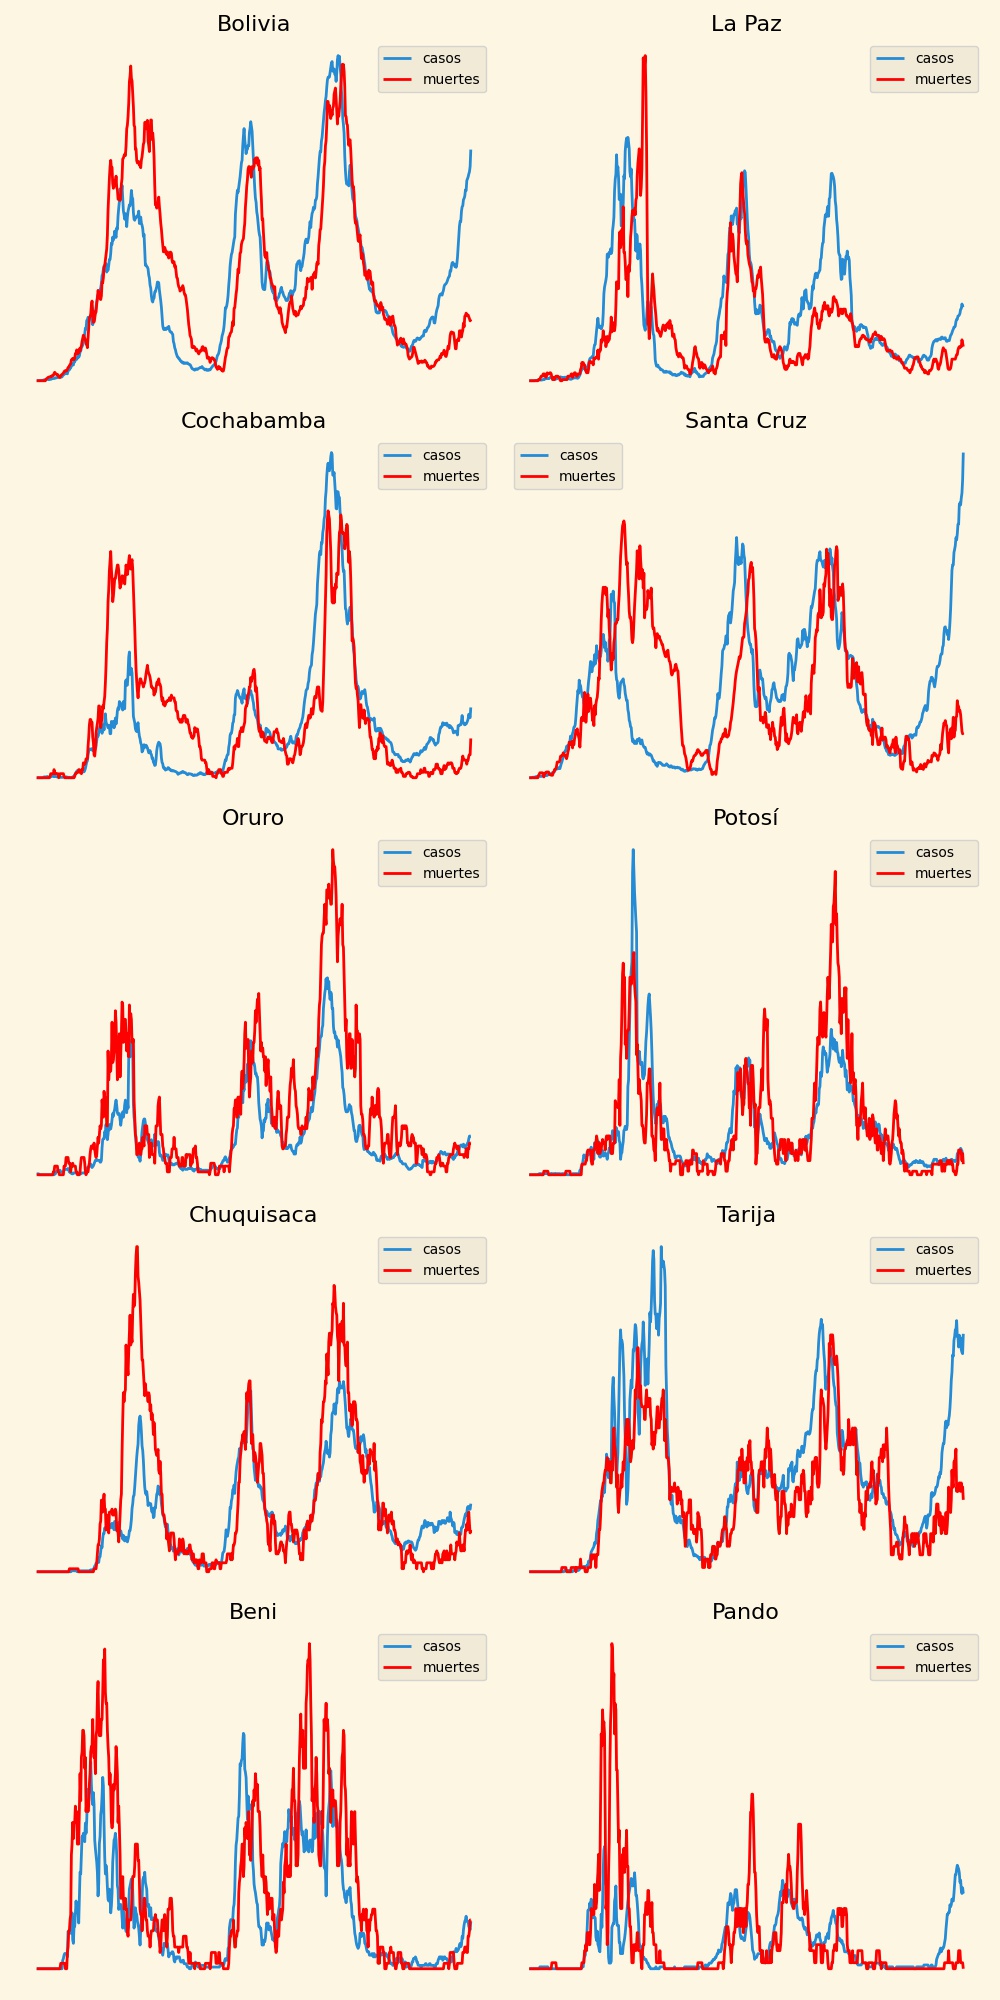 Bolivia
casos
muertes
La Paz
casos
muertes
Cochabamba
casos
muertes
Santa Cruz
casos
muertes
Oruro
casos
muertes
Potosí
casos
muertes
Chuquisaca
casos
muertes
Tarija
casos
muertes
Beni
casos
muertes
Pando
casos
muertes